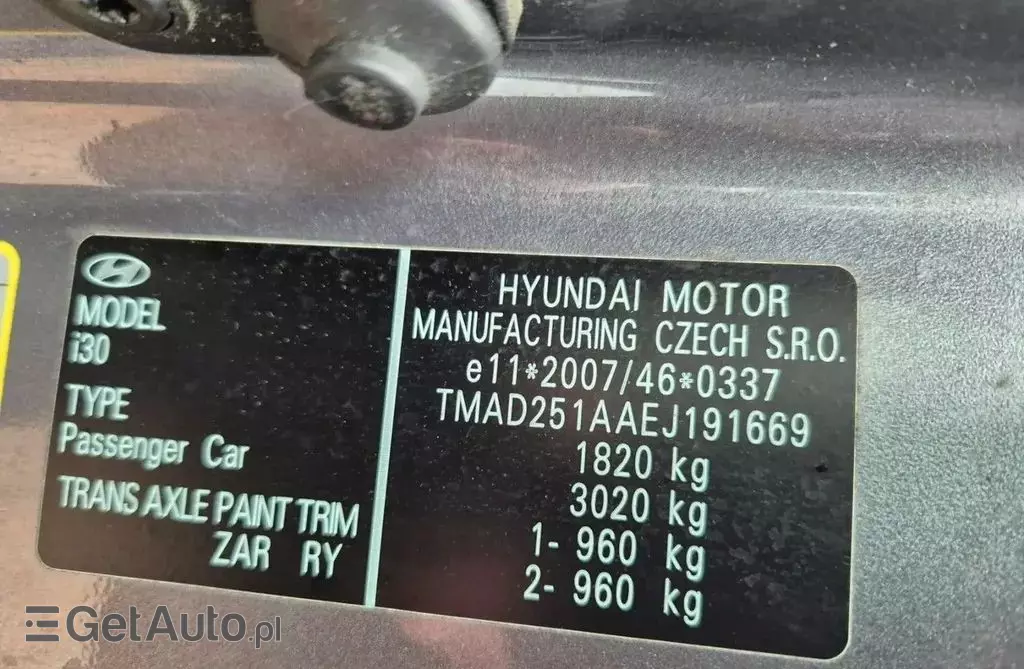 MODEL
i30
TYPE
Passenger Car
TRANS AXLE PAINT TRIM
ZAR RY
HYUNDAI MOTOR
MANUFACTURING CZECH S.R.O.
e11*2007/46*0337
TMAD251AAEJ191669
1820 kg
3020 kg
1- 960 kg
2- 960 kg
GetAuto.pl